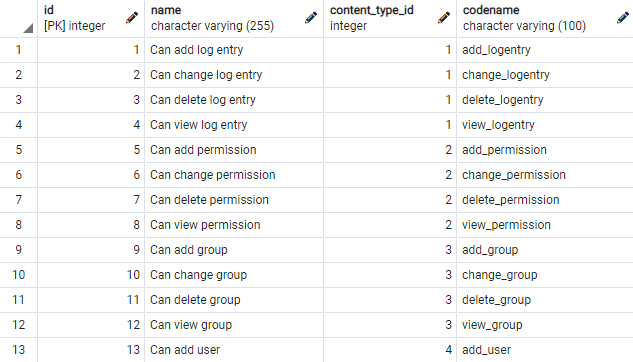 id name content_type_id codename
[PK] integer character varying (255) integer character varying (100)
1 1 Can add log entry 1 add_logentry
2 2 Can change log entry 1 change_logentry
3 3 Can delete log entry 1 delete_logentry
4 4 Can view log entry 1 view_logentry
5 5 Can add permission 2 add_permission
6 6 Can change permission 2 change_permission
7 7 Can delete permission 2 delete_permission
8 8 Can view permission 2 view_permission
9 9 Can add group 3 add_group
10 10 Can change group 3 change_group
11 11 Can delete group 3 delete_group
12 12 Can view group 3 view_group
13 13 Can add user 4 add_user